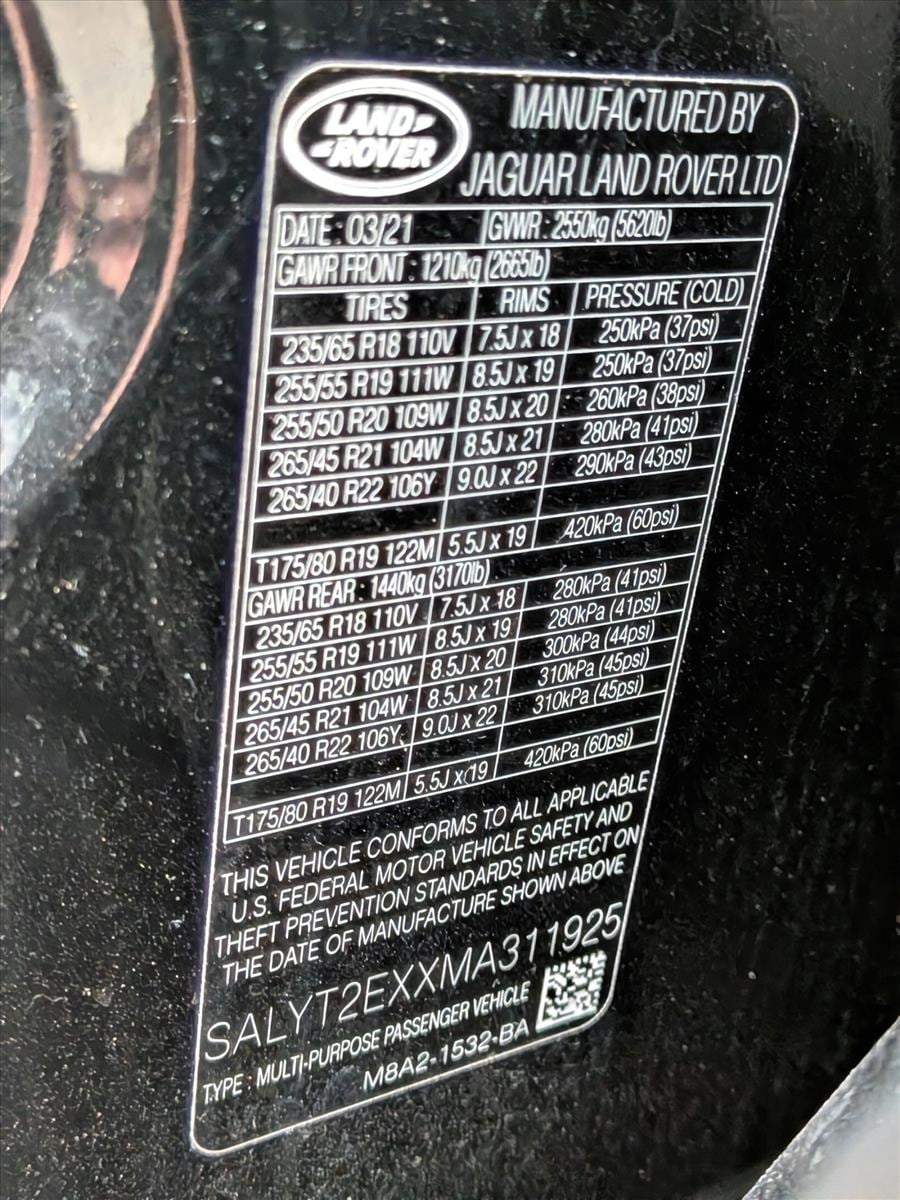 LAND
ROVER
MANUFACTURED BY
JAGUAR LAND ROVER LTD
DATE : 03/21 GVWR : 2550kg (5620lb)
GAWR FRONT : 1210kg (2665lb)
TIRES RIMS PRESSURE (COLD)
235/65 R18 110V 7.5J x 18 250kPa (37psi)
255/55 R19 111W 8.5J x 19 250kPa (37psi)
255/50 R20 109W 8.5J x 20 260kPa (38psi)
265/45 R21 104W 8.5J x 21 280kPa (41psi)
265/40 R22 106Y 9.0J x 22 290kPa (43psi)
T175/80 R19 122M 5.5J x 19 420kPa (60psi)
GAWR REAR : 1440kg (3170lb)
235/65 R18 110V 7.5J x 18 280kPa (41psi)
255/55 R19 111W 8.5J x 19 280kPa (41psi)
255/50 R20 109W 8.5J x 20 300kPa (44psi)
265/45 R21 104W 8.5J x 21 310kPa (45psi)
265/40 R22 106Y 9.0J x 22 310kPa (45psi)
T175/80 R19 122M 5.5J x 19 420kPa (60psi)
THIS VEHICLE CONFORMS TO ALL APPLICABLE
U.S. FEDERAL MOTOR VEHICLE SAFETY AND
THEFT PREVENTION STANDARDS IN EFFECT ON
THE DATE OF MANUFACTURE SHOWN ABOVE
SALYT2EXXMA311925
TYPE : MULTI-PURPOSE PASSENGER VEHICLE
M8A2-1532-BA